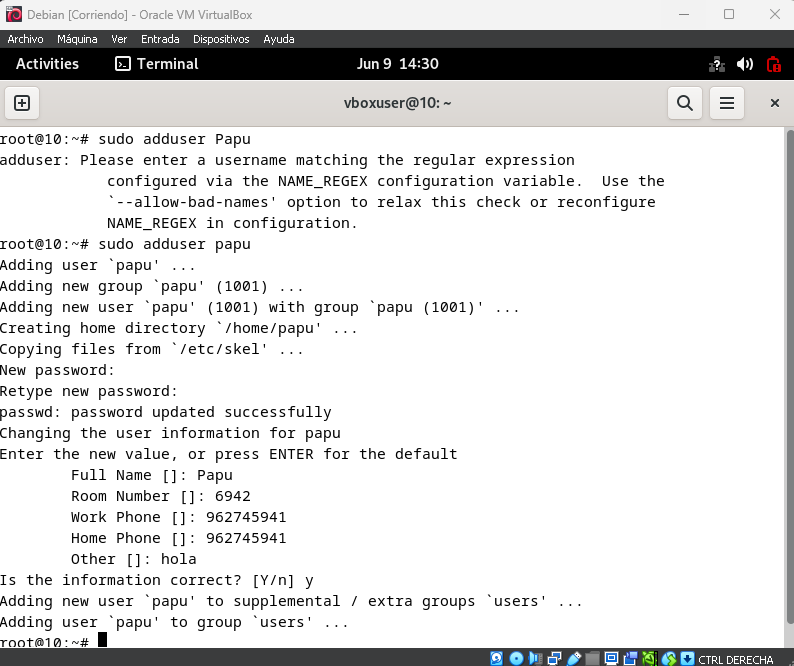 Debian [Corriendo] - Oracle VM VirtualBox
Archivo Máquina Ver Entrada Dispositivos Ayuda
Activities Terminal Jun 9 14:30
vboxuser@10: ~
root@10:~# sudo adduser Papu
adduser: Please enter a username matching the regular expression
configured via the NAME_REGEX configuration variable.  Use the
`--allow-bad-names' option to relax this check or reconfigure
NAME_REGEX in configuration.
root@10:~# sudo adduser papu
Adding user `papu' ...
Adding new group `papu' (1001) ...
Adding new user `papu' (1001) with group `papu (1001)' ...
Creating home directory `/home/papu' ...
Copying files from `/etc/skel' ...
New password:
Retype new password:
passwd: password updated successfully
Changing the user information for papu
Enter the new value, or press ENTER for the default
Full Name []: Papu
Room Number []: 6942
Work Phone []: 962745941
Home Phone []: 962745941
Other []: hola
Is the information correct? [Y/n] y
Adding new user `papu' to supplemental / extra groups `users' ...
Adding user `papu' to group `users' ...
root@10:~#
CTRL DERECHA